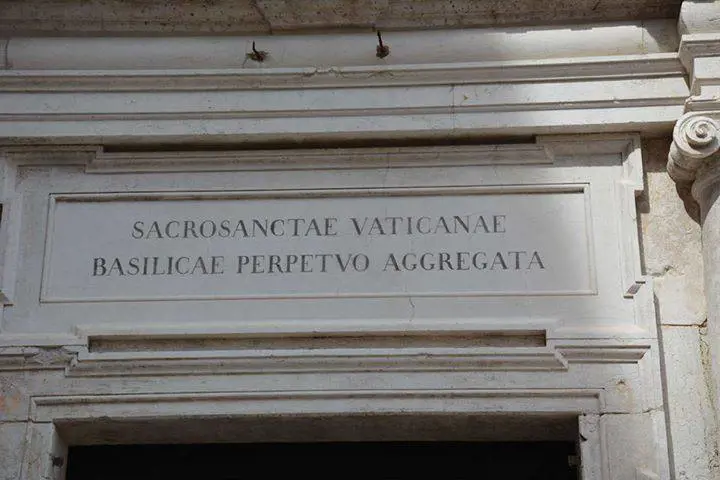 SACROSANCTAE VATICANAE
BASILICAE PERPETVO AGGREGATA